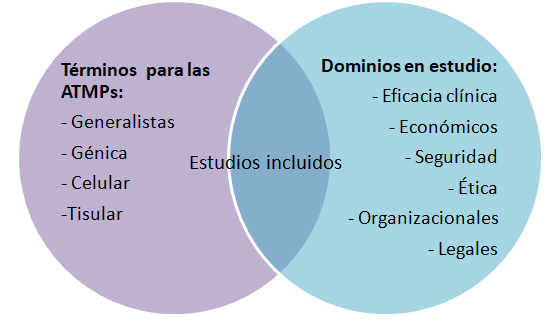 Términos para las
ATMPs:
- Generalistas
- Génica
- Celular
-Tisular
Estudios incluidos
Dominios en estudio:
- Eficacia clínica
- Económicos
- Seguridad
- Ética
- Organizacionales
- Legales